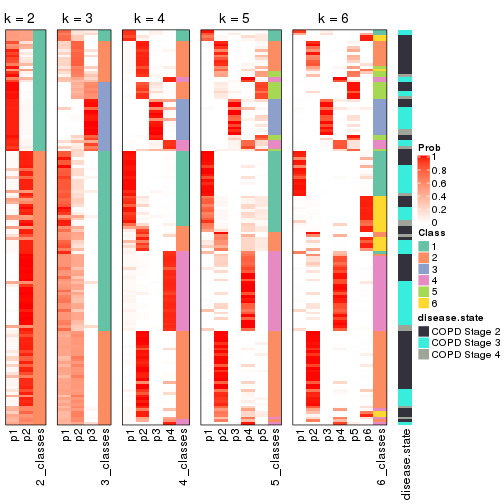 k = 2 k = 3 k = 4 k = 5 k = 6
Prob
1
0.8
0.6
0.4
0.2
0
Class
1
2
3
4
5
6
disease.state
COPD Stage 2
COPD Stage 3
COPD Stage 4
p1 p2 2_classes p1 p2 p3 3_classes p1 p2 p3 p4 4_classes p1 p2 p3 p4 p5 5_classes p1 p2 p3 p4 p5 p6 6_classes disease.state